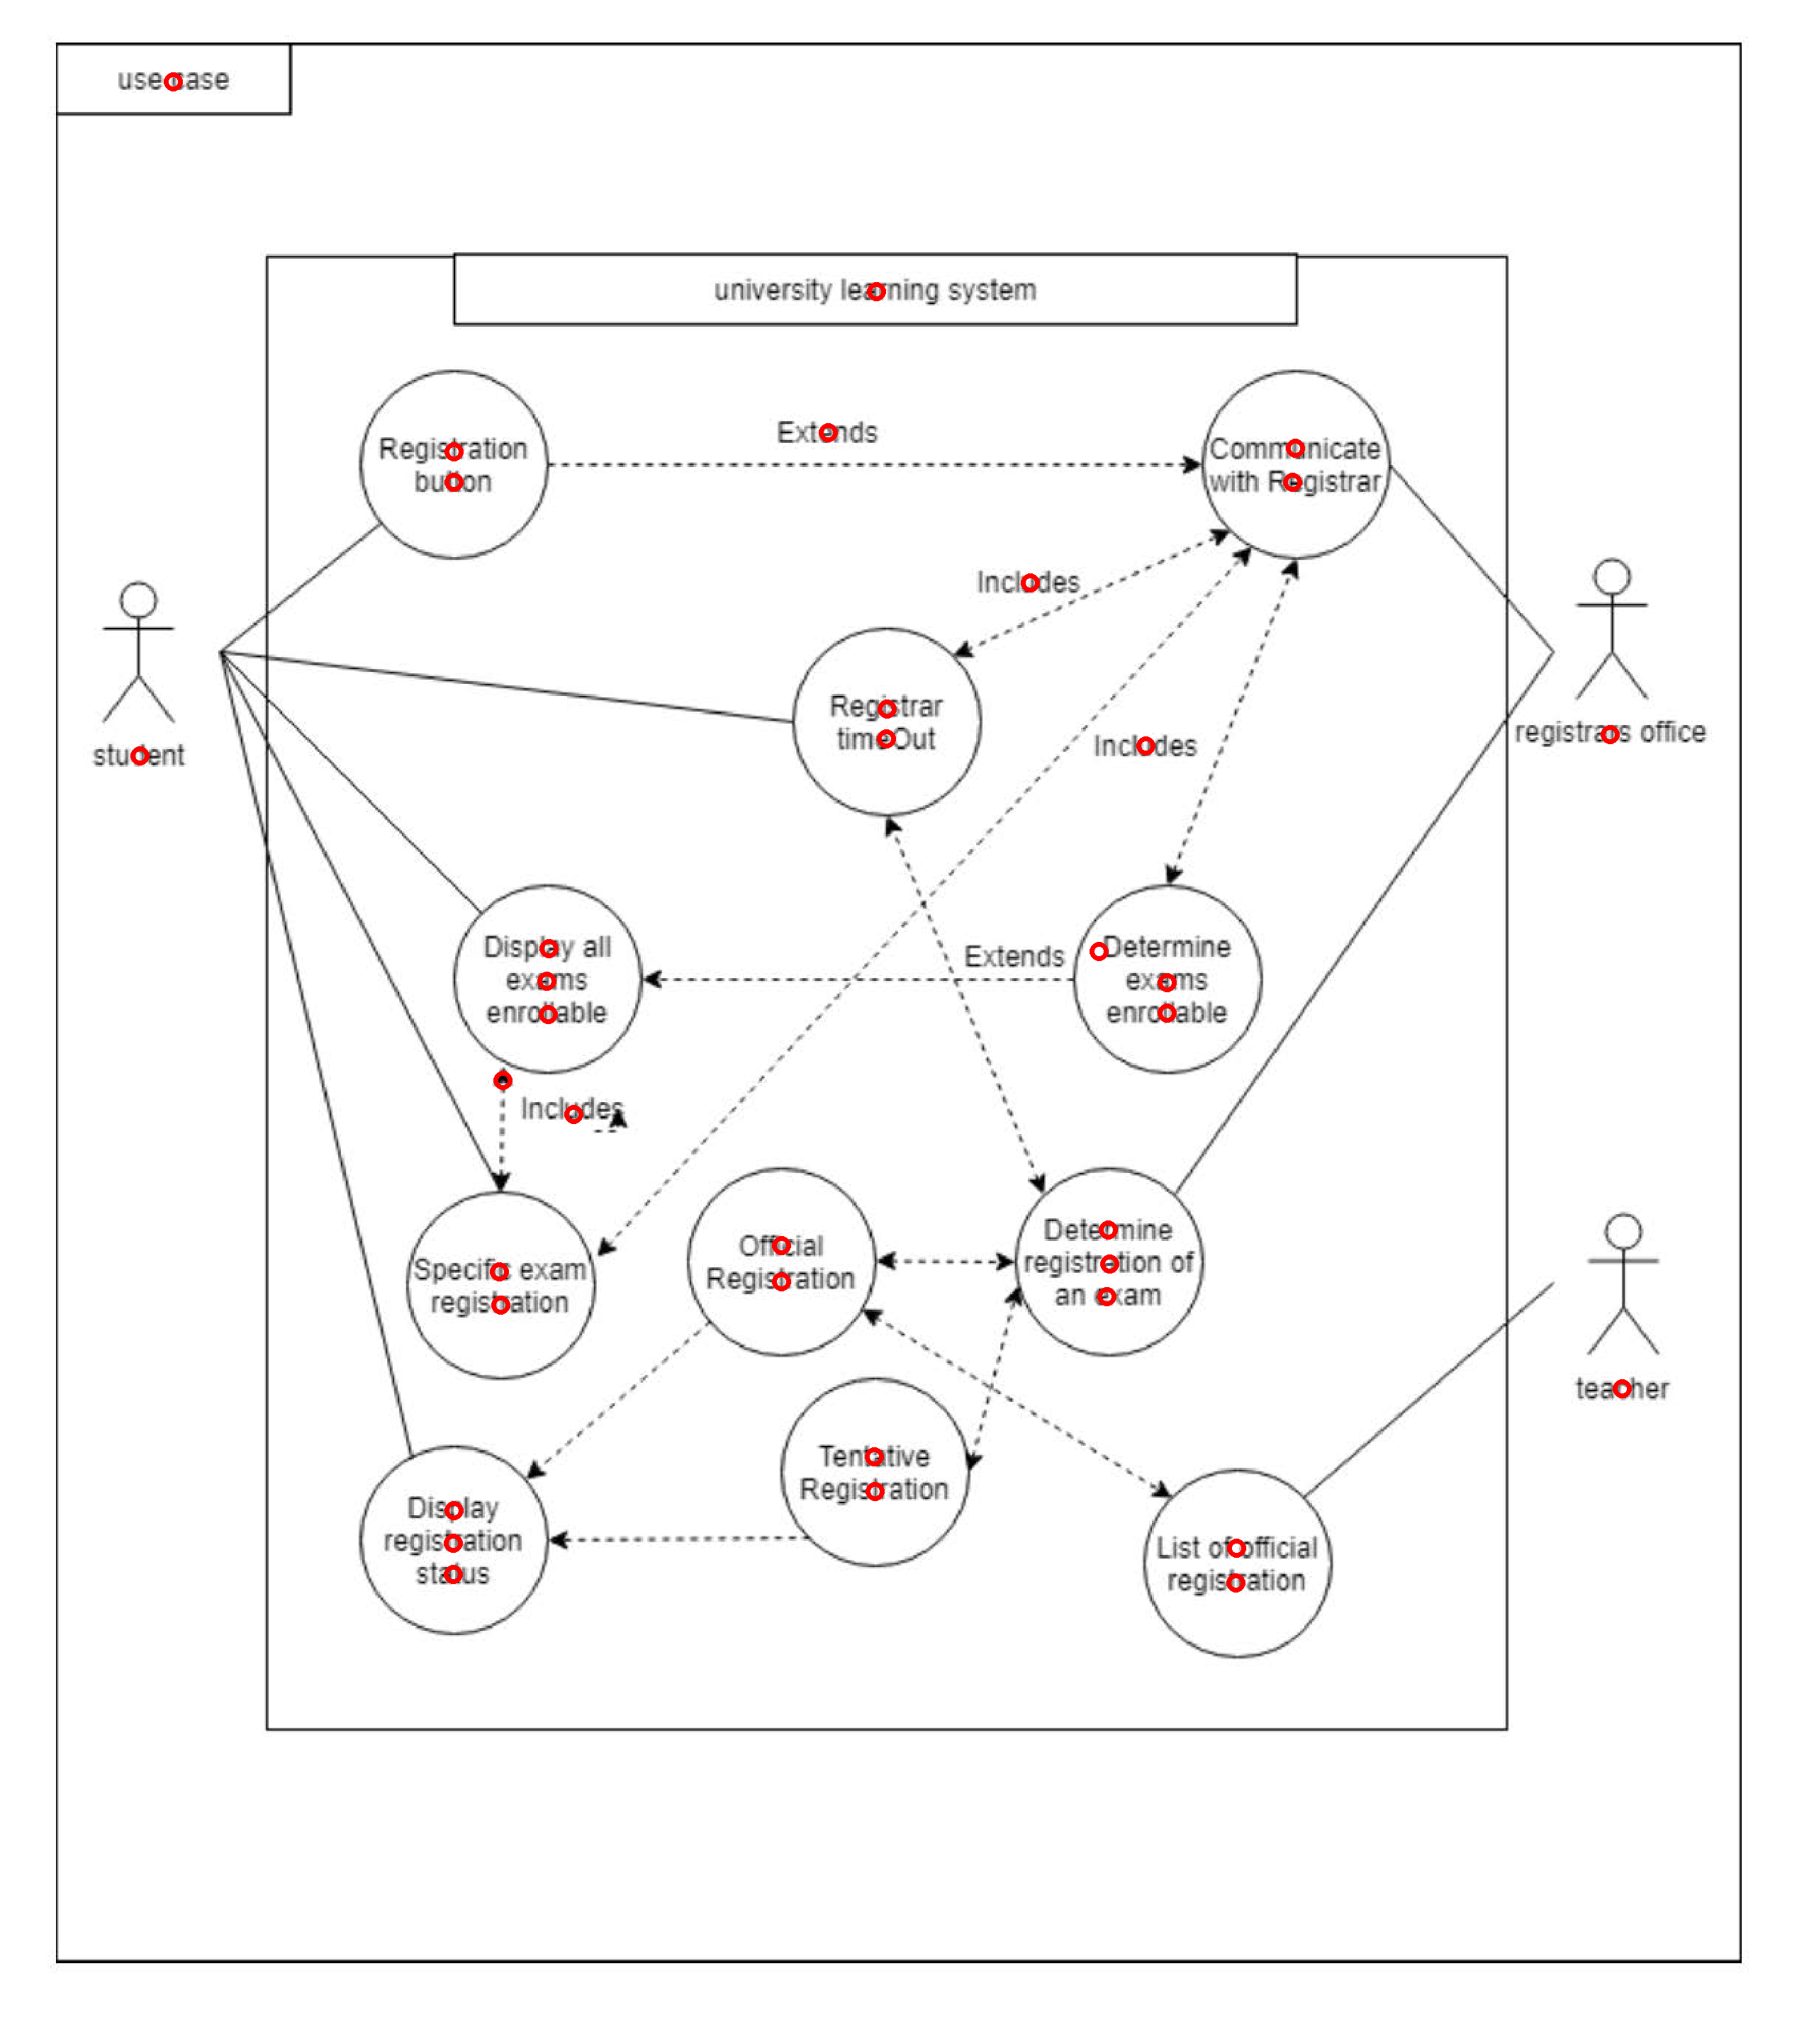 use case
university learning system
Extends
Registration
button
Communicate
with Registrar
Includes
Registrar
timeOut
Includes
student
registrars office
Display all
exams
enrollable
Extends
Determine
exams
enrollable
Includes
Specific exam
registration
Official
Registration
Determine
registration of
an exam
teacher
Tentative
Registration
Display
registration
status
List of official
registration